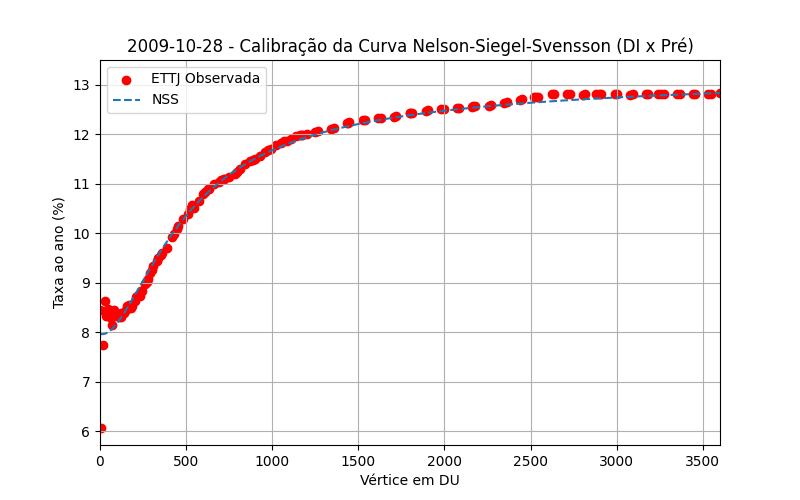 2009-10-28 - Calibração da Curva Nelson-Siegel-Svensson (DI x Pré)
ETTJ Observada
NSS
Taxa ao ano (%)
13
12
11
10
9
8
7
6
0 500 1000 1500 2000 2500 3000 3500
Vértice em DU